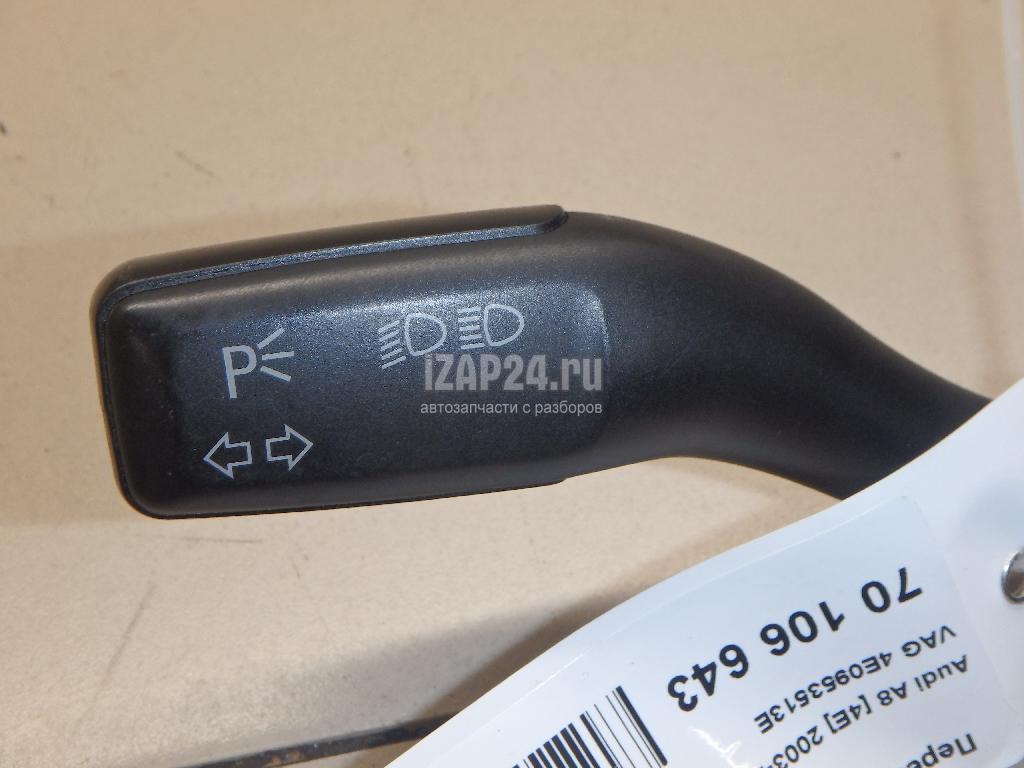 P
iZAP24.ru
автозапчасти с разборов
70 106 643
VAG 4E0953513E
Audi A8 [4E] 2003